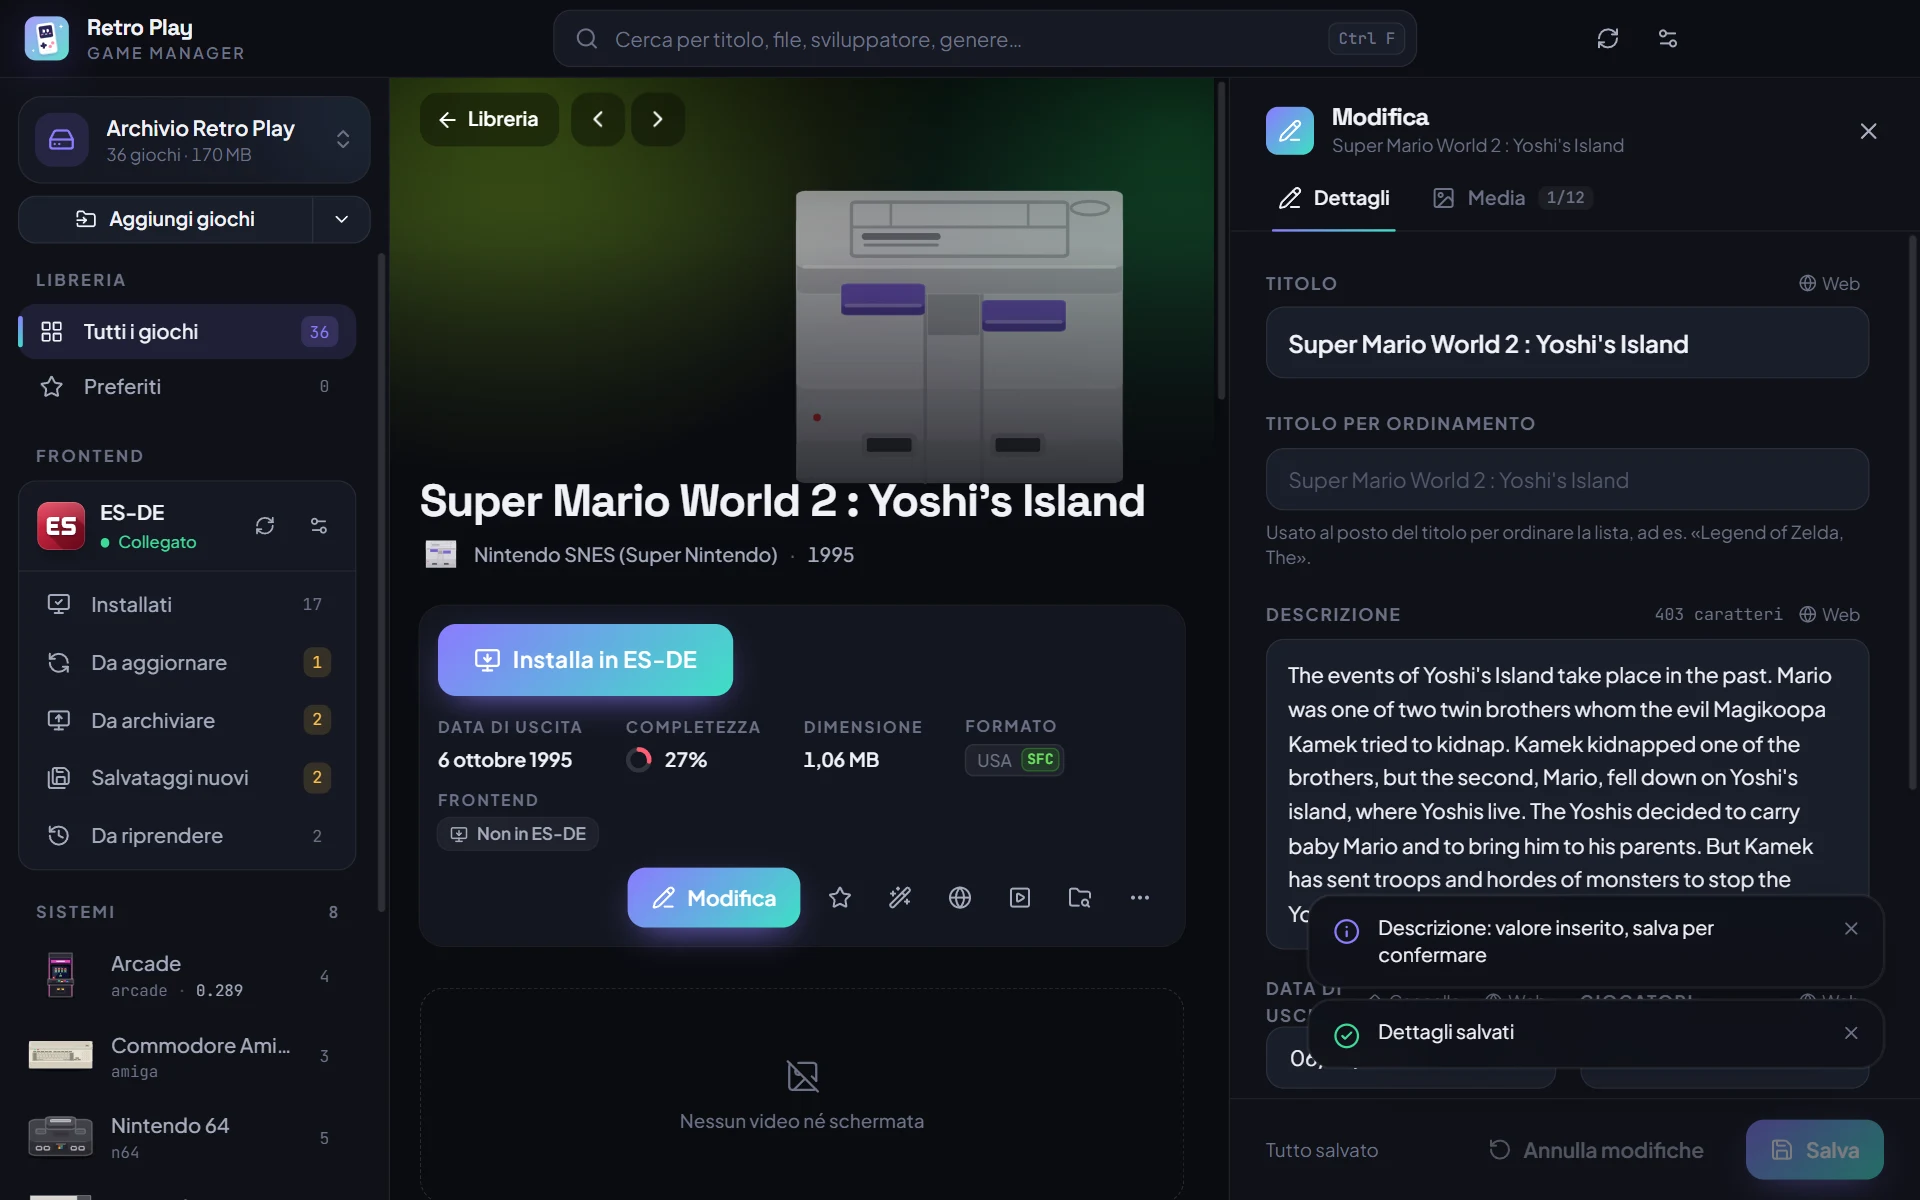 Retro Play
GAME MANAGER
Cerca per titolo, file, sviluppatore, genere...
Ctrl F
Archivio Retro Play
36 giochi · 170 MB
Aggiungi giochi
LIBRERIA
Tutti i giochi
36
Preferiti
0
FRONTEND
ES
ES-DE
Collegato
Installati
17
Da aggiornare
1
Da archiviare
2
Salvataggi nuovi
2
Da riprendere
2
SISTEMI
8
Arcade
arcade · 0.289
4
Commodore Ami...
amiga
3
Nintendo 64
n64
5
Libreria
Super Mario World 2 : Yoshi's Island
Nintendo SNES (Super Nintendo) · 1995
Installa in ES-DE
DATA DI USCITA
6 ottobre 1995
COMPLETEZZA
27%
DIMENSIONE
1,06 MB
FORMATO
USA SFC
FRONTEND
Non in ES-DE
Modifica
Nessun video né schermata
Modifica
Super Mario World 2 : Yoshi's Island
Dettagli
Media
1/12
TITOLO
Web
Super Mario World 2 : Yoshi's Island
TITOLO PER ORDINAMENTO
Super Mario World 2 : Yoshi's Island
Usato al posto del titolo per ordinare la lista, ad es. «Legend of Zelda,
The».
DESCRIZIONE
403 caratteri
Web
The events of Yoshi's Island take place in the past. Mario
was one of two twin brothers whom the evil Magikoopa
Kamek tried to kidnap. Kamek kidnapped one of the
brothers, but the second, Mario, fell down on Yoshi's
island, where Yoshis live. The Yoshis decided to carry
baby Mario and to bring him to his parents. But Kamek
has sent troops and hordes of monsters to stop the
Descrizione: valore inserito, salva per
confermare
DATA DI
Dettagli salvati
Tutto salvato
Annulla modifiche
Salva